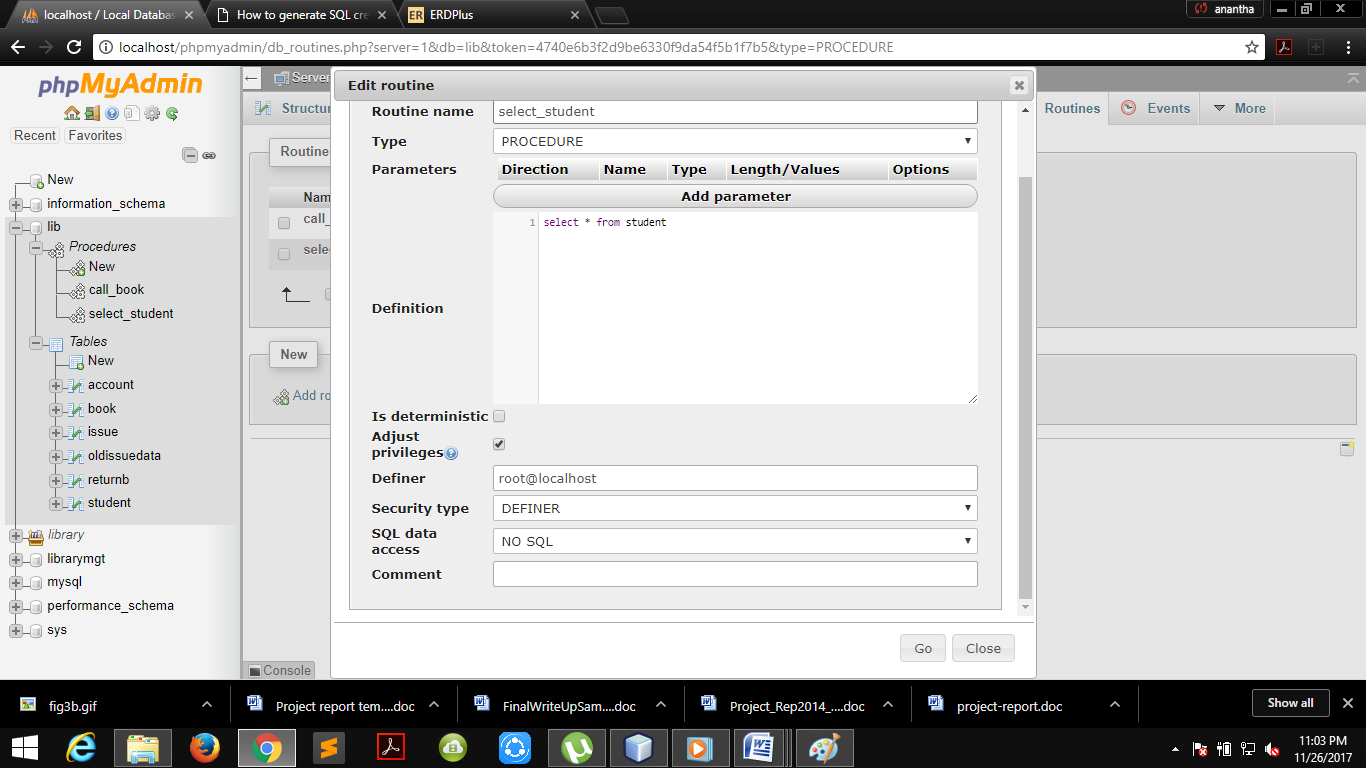 localhost / Local Databas
How to generate SQL cre
ERDPlus
anantha
localhost/phpmyadmin/db_routines.php?server=1&db=lib&token=4740e6b3f2d9be6330f9da54f5b1f7b5&type=PROCEDURE
phpMyAdmin
Recent
Favorites
New
information_schema
lib
Procedures
New
call_book
select_student
Tables
New
account
book
issue
oldissuedata
returnb
student
library
librarymgt
mysql
performance_schema
sys
Server
Structu
Routines
Events
More
Routine
Nam
call_
selec
New
Add ro
Console
Edit routine
Routine name
select_student
Type
PROCEDURE
Parameters
Direction Name Type Length/Values Options
Add parameter
Definition
1 select * from student
Is deterministic
Adjust
privileges
Definer
root@localhost
Security type
DEFINER
SQL data
access
NO SQL
Comment
Go
Close
fig3b.gif
Project report tem....doc
FinalWriteUpSam....doc
Project_Rep2014_....doc
project-report.doc
Show all
11:03 PM
11/26/2017